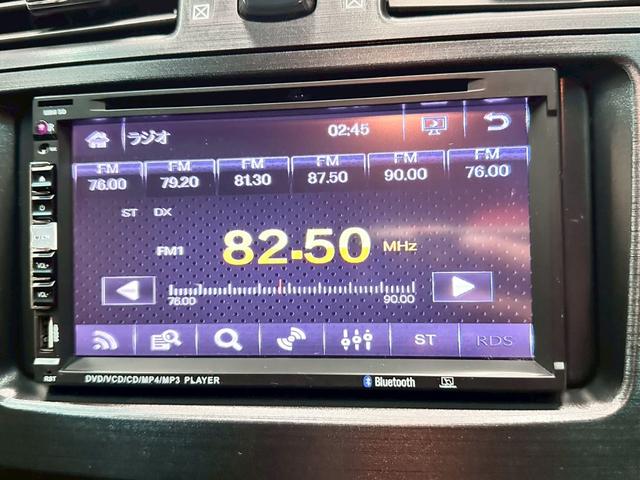 ラジオ 02:45
FM FM FM FM FM FM
76.00 79.20 81.30 87.50 90.00 76.00
ST DX
FM1 82.50 MHz
76.00 90.00
ST RDS
VOL+
VOL-
RST DVD/VCD/CD/MP4/MP3 PLAYER Bluetooth